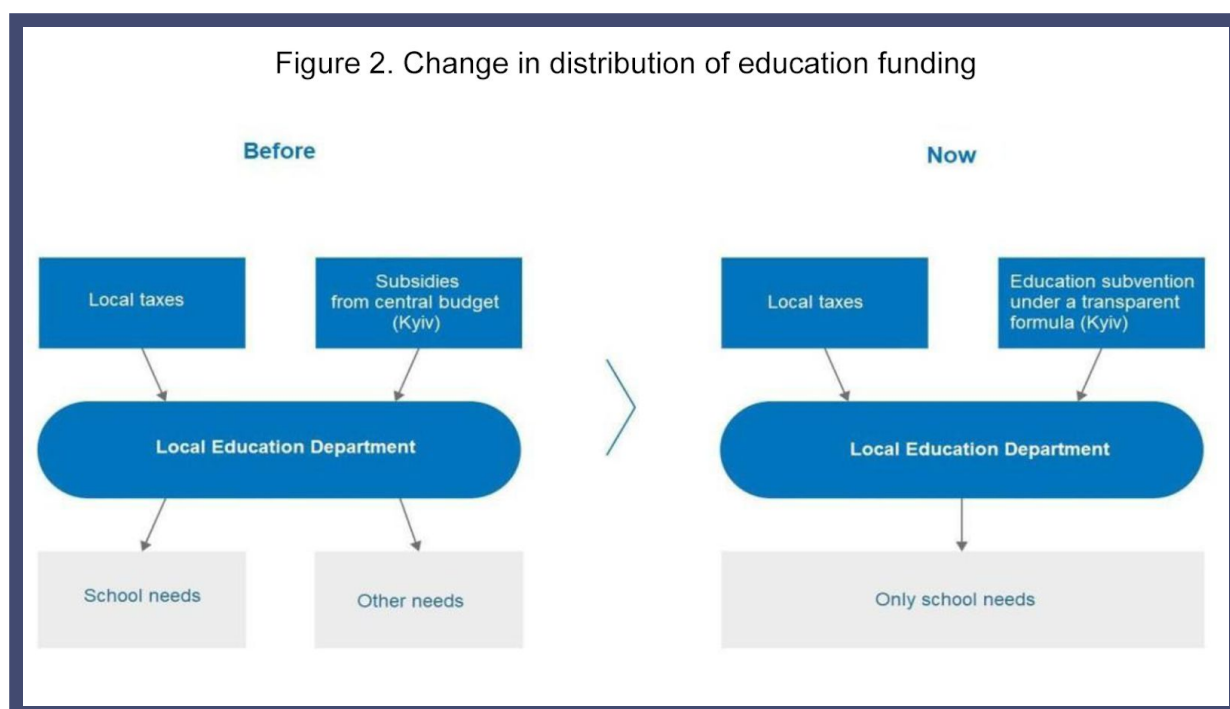 Figure 2. Change in distribution of education funding
Before
Local taxes
Subsidies
from central budget
(Kyiv)
Local Education Department
School needs
Other needs
Now
Local taxes
Education subvention
under a transparent
formula (Kyiv)
Local Education Department
Only school needs